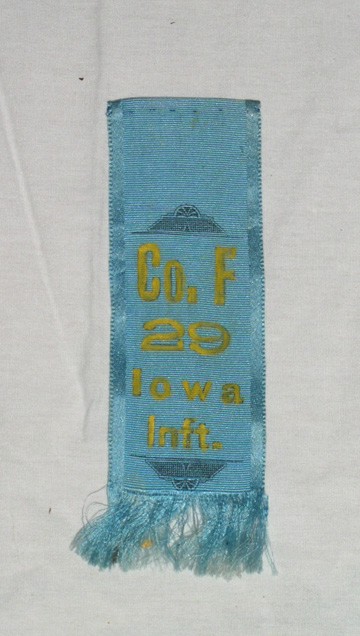 Co. F
29
Iowa
Inft.